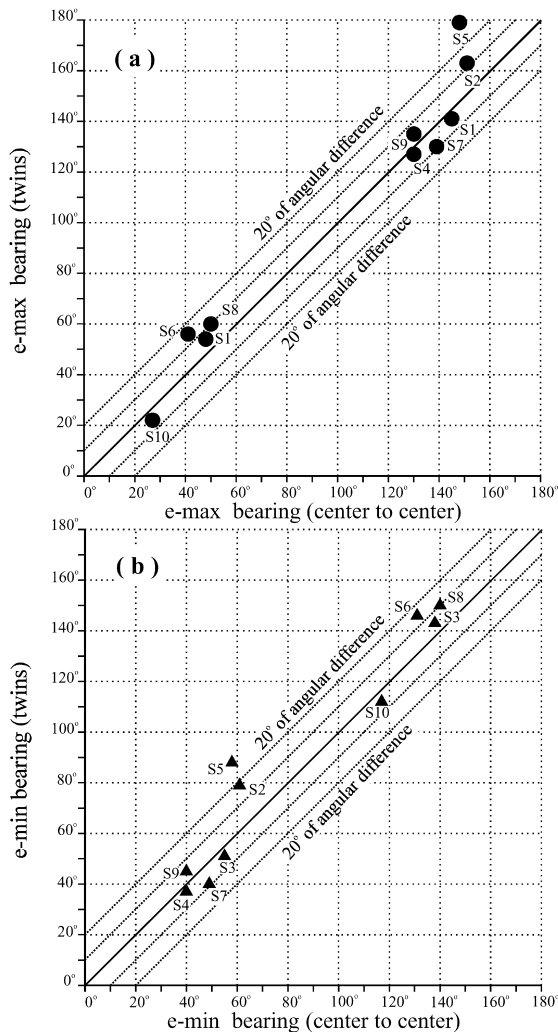 180°
160°
140°
120°
100°
80°
60°
40°
20°
0°
e-max bearing (twins)
( a )
S5
S2
S1
S9
S7
S4
20° of angular difference
20° of angular difference
S8
S6
S1
S10
0° 20° 40° 60° 80° 100° 120° 140° 160° 180°
e-max bearing (center to center)
180°
160°
140°
120°
100°
80°
60°
40°
20°
0°
e-min bearing (twins)
( b )
S8
S6
S3
S10
20° of angular difference
20° of angular difference
S5
S2
S3
S9
S7
S4
0° 20° 40° 60° 80° 100° 120° 140° 160° 180°
e-min bearing (center to center)